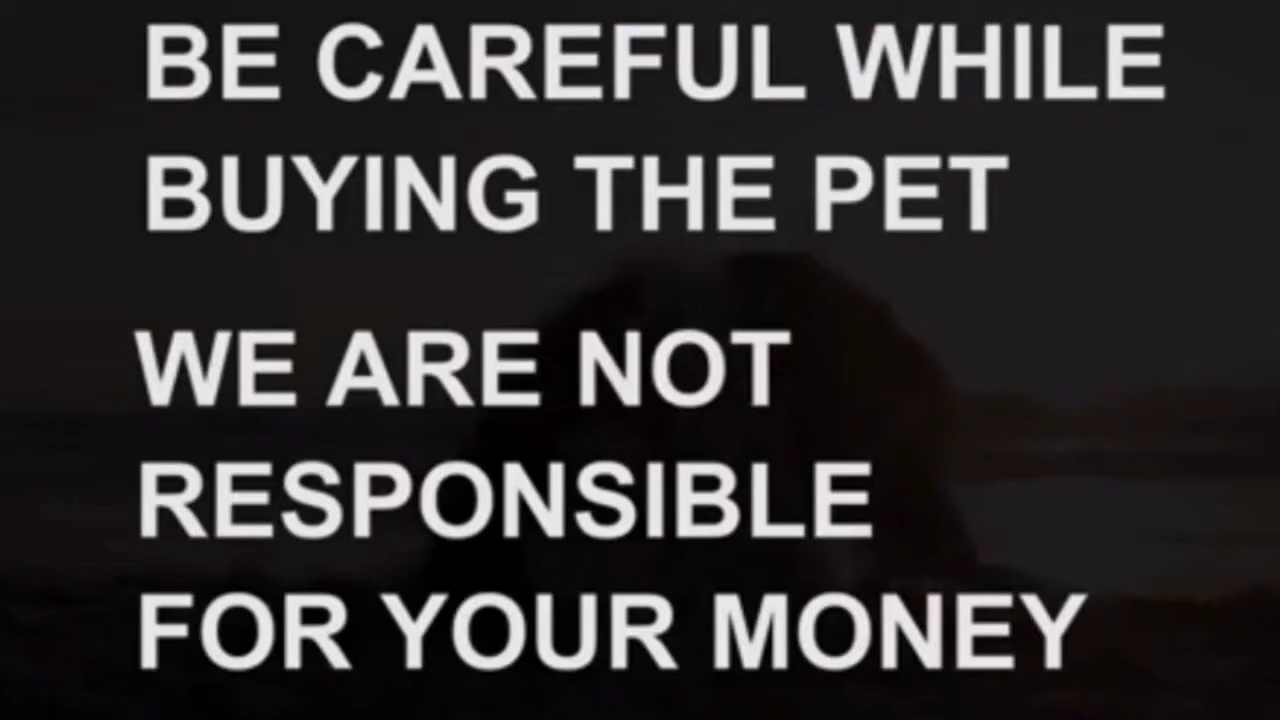 BE CAREFUL WHILE
BUYING THE PET
WE ARE NOT
RESPONSIBLE
FOR YOUR MONEY